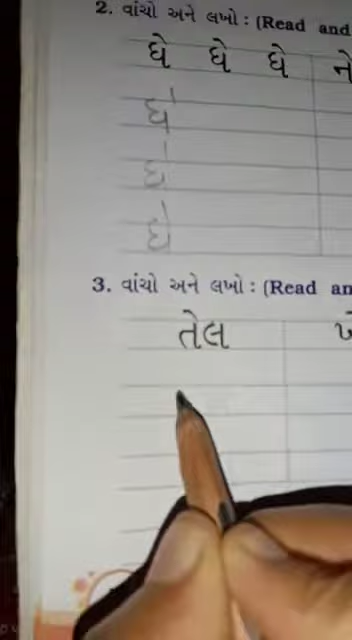 2. વાંચો અને લખો : (Read and
ધે ધે ધે ને
ધે
ધે
ધે
3. વાંચો અને લખો : (Read an
તેલ